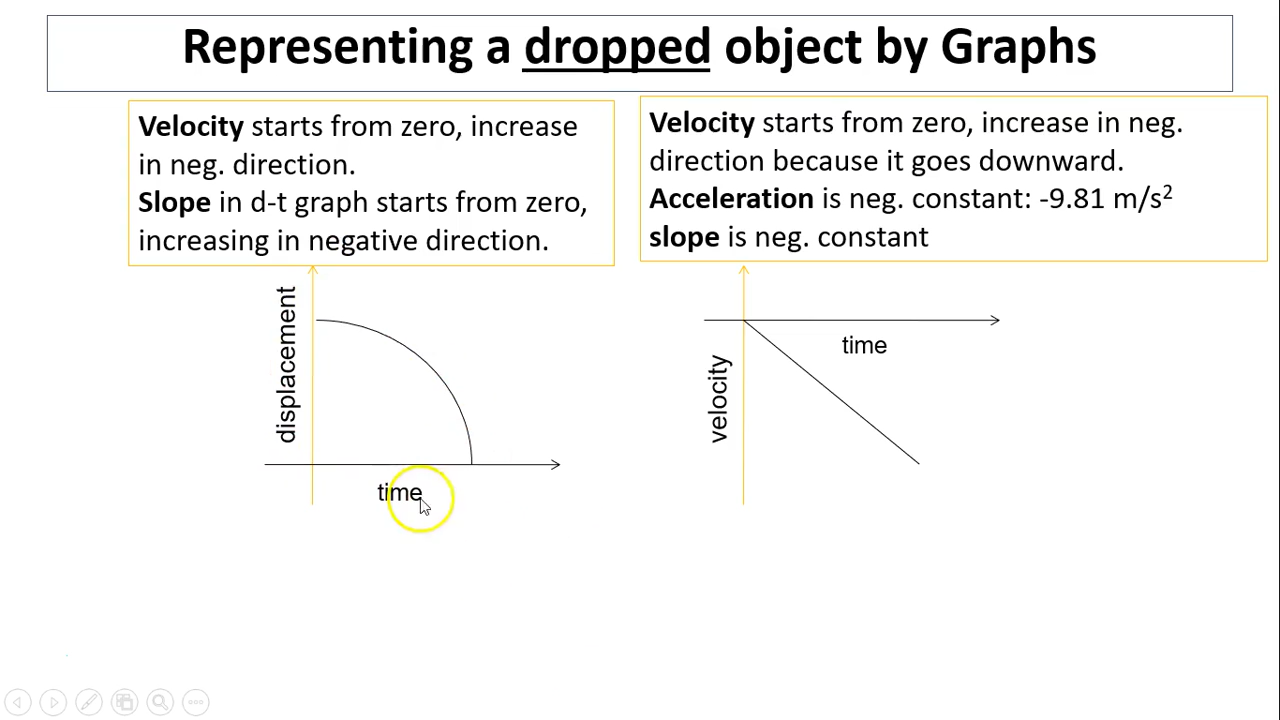 Representing a dropped object by Graphs
Velocity starts from zero, increase
in neg. direction.
Slope in d-t graph starts from zero,
increasing in negative direction.
Velocity starts from zero, increase in neg.
direction because it goes downward.
Acceleration is neg. constant: -9.81 m/s²
slope is neg. constant
displacement
time
velocity
time